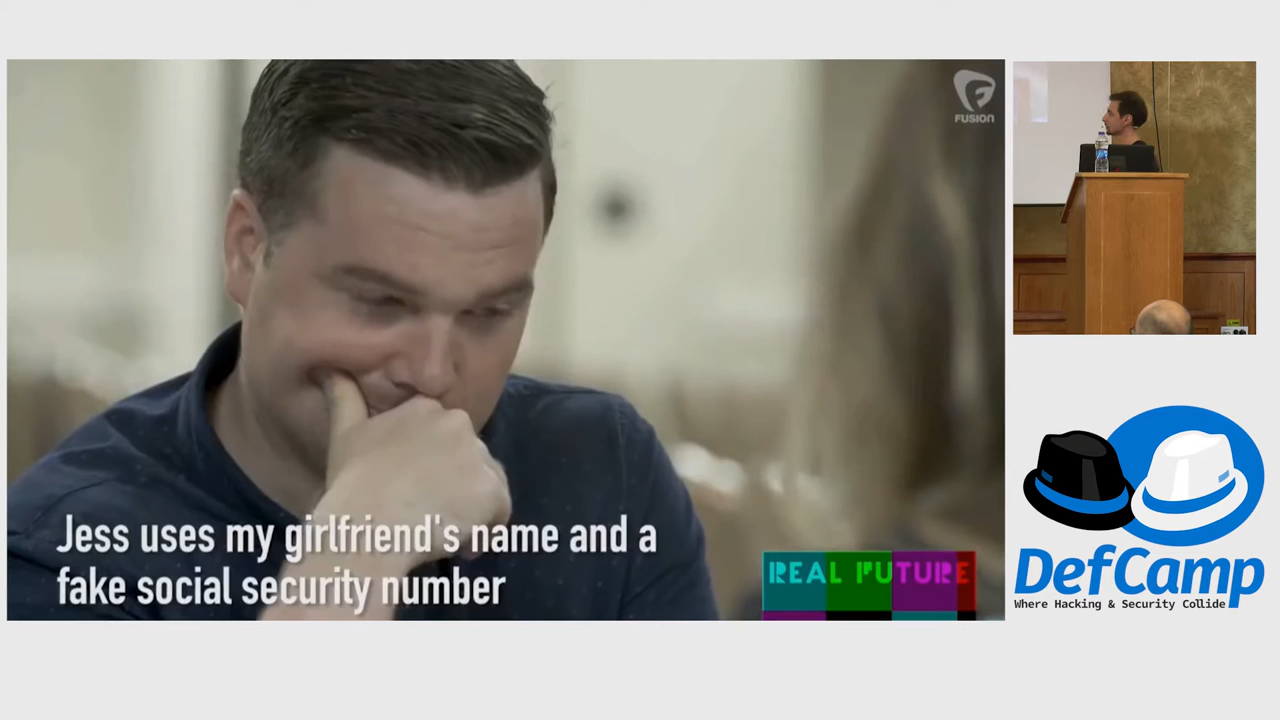 FUSION
Jess uses my girlfriend's name and a
fake social security number
REAL FUTURE
DefCamp
Where Hacking & Security Collide